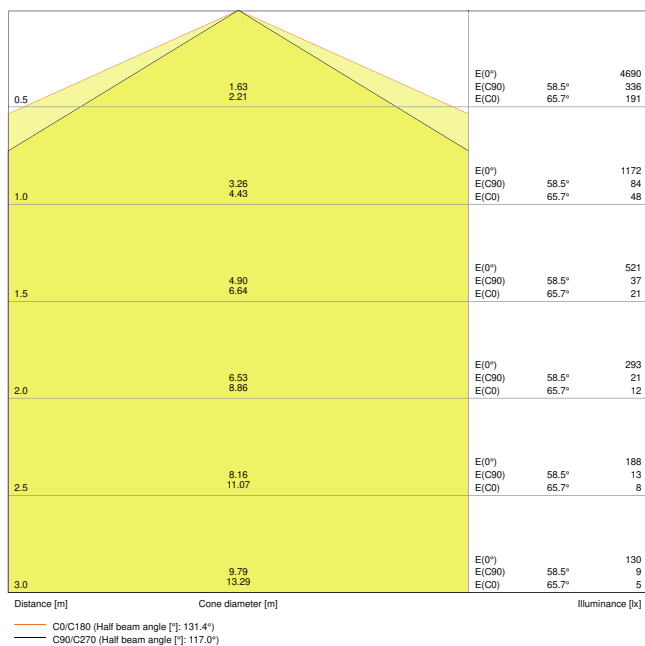 E(0°) 4690
1.63 E(C90) 58.5° 336
0.5 2.21 E(C0) 65.7° 191
E(0°) 1172
3.26 E(C90) 58.5° 84
1.0 4.43 E(C0) 65.7° 48
E(0°) 521
4.90 E(C90) 58.5° 37
1.5 6.64 E(C0) 65.7° 21
E(0°) 293
6.53 E(C90) 58.5° 21
2.0 8.86 E(C0) 65.7° 12
E(0°) 188
8.16 E(C90) 58.5° 13
2.5 11.07 E(C0) 65.7° 8
E(0°) 130
9.79 E(C90) 58.5° 9
3.0 13.29 E(C0) 65.7° 5
Distance [m] Cone diameter [m] Illuminance [lx]
C0/C180 (Half beam angle [°]: 131.4°)
C90/C270 (Half beam angle [°]: 117.0°)